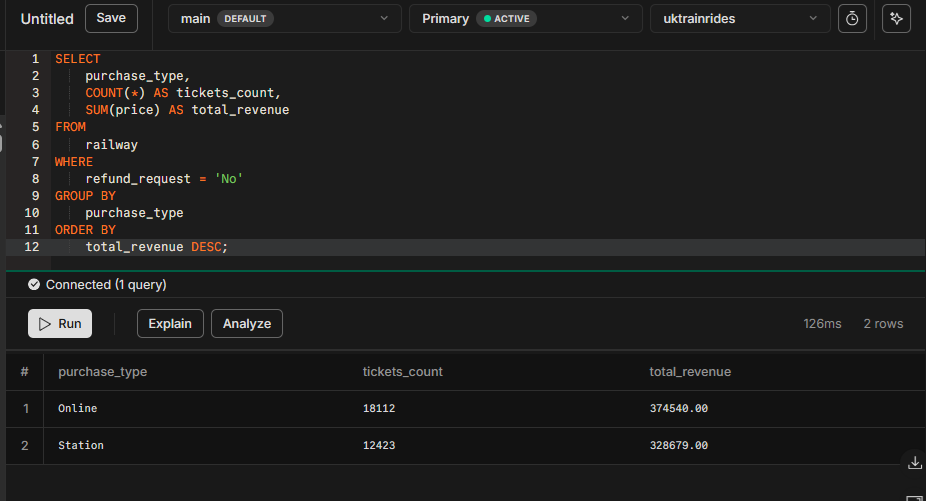 Untitled Save main DEFAULT Primary ACTIVE uktrainrides
1 SELECT
2 purchase_type,
3 COUNT(*) AS tickets_count,
4 SUM(price) AS total_revenue
5 FROM
6 railway
7 WHERE
8 refund_request = 'No'
9 GROUP BY
10 purchase_type
11 ORDER BY
12 total_revenue DESC;
Connected (1 query)
Run Explain Analyze 126ms 2 rows
# purchase_type tickets_count total_revenue
1 Online 18112 374540.00
2 Station 12423 328679.00